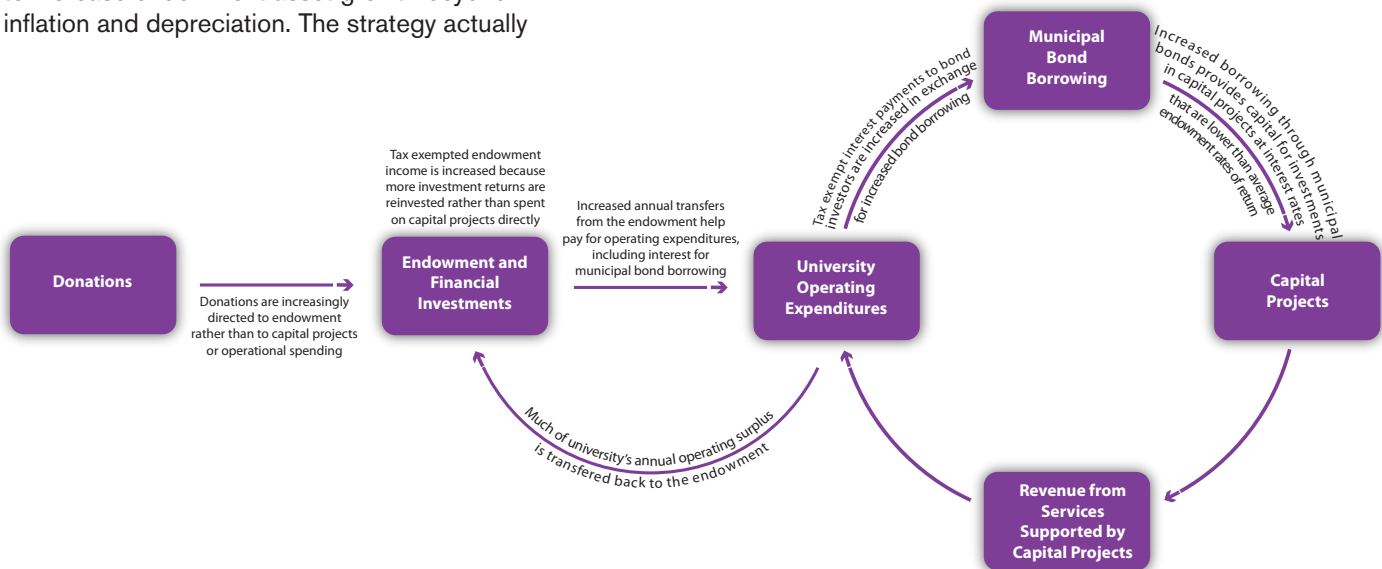 inflation and depreciation. The strategy actually
Donations
Donations are increasingly
directed to endowment
rather than to capital projects
or operational spending
Tax exempted endowment
income is increased because
more investment returns are
reinvested rather than spent
on capital projects directly
Endowment and
Financial
Investments
Increased annual transfers
from the endowment help
pay for operating expenditures,
including interest for
municipal bond borrowing
University
Operating
Expenditures
Much of university's annual operating surplus
is transfered back to the endowment
Tax exempt interest payments to bond
investors are increased in exchange
for increased bond borrowing
Municipal
Bond
Borrowing
Increased borrowing through municipal
bonds provides capital for investments
in capital projects at interest rates
that are lower than average
endowment rates of return
Capital
Projects
Revenue from
Services
Supported by
Capital Projects